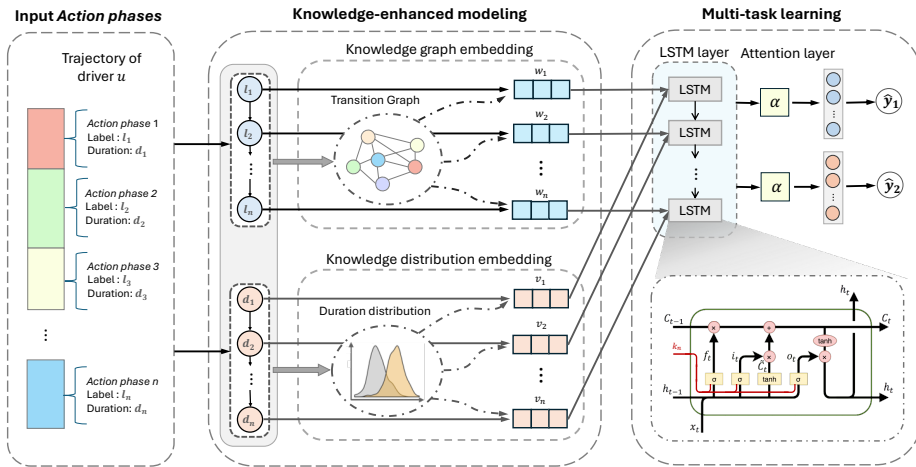 Input Action phases
Trajectory of
driver u
Action phase 1
Label : l₁
Duration: d₁
Action phase 2
Label : l₂
Duration: d₂
Action phase 3
Label : l₃
Duration: d₃
...
Action phase n
Label : lₙ
Duration: dₙ
Knowledge-enhanced modeling
l₁
l₂
...
lₙ
Knowledge graph embedding
Transition Graph
w₁
w₂
...
wₙ
d₁
d₂
...
dₙ
Knowledge distribution embedding
Duration distribution
v₁
v₂
...
vₙ
Multi-task learning
LSTM layer
Attention layer
LSTM
LSTM
...
LSTM
α
...
ŷ₁
α
...
ŷ₂
hₜ
Cₜ₋₁
×
+
Cₜ
tanh
kₙ
fₜ
iₜ
×
C̃ₜ
oₜ
×
σ
σ
tanh
σ
hₜ₋₁
hₜ
xₜ